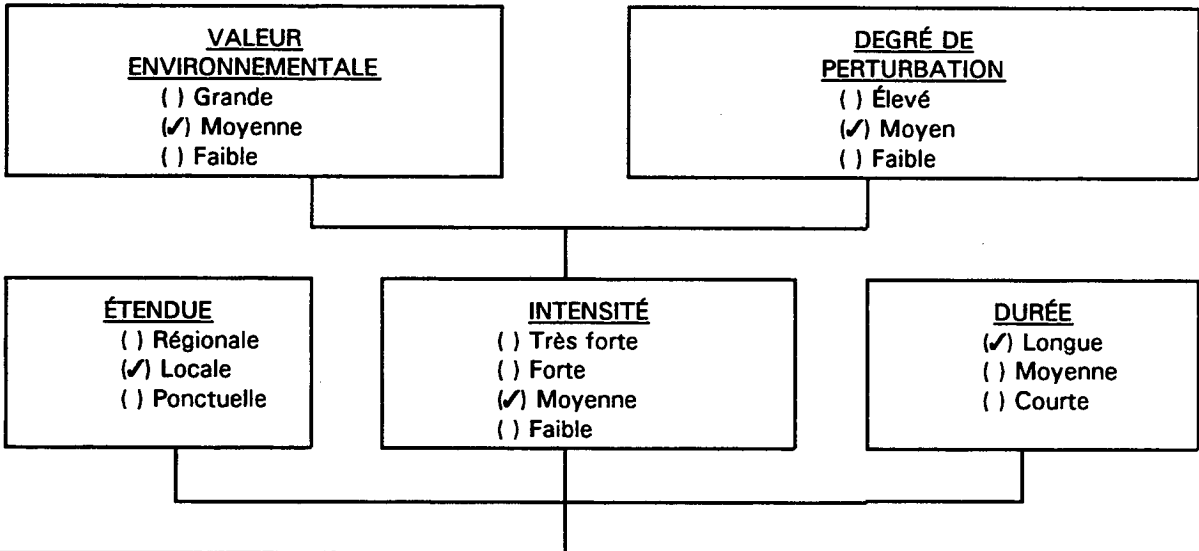 VALEUR
ENVIRONNEMENTALE
( ) Grande
(✓) Moyenne
( ) Faible
DEGRÉ DE
PERTURBATION
( ) Élevé
(✓) Moyen
( ) Faible
ÉTENDUE
( ) Régionale
(✓) Locale
( ) Ponctuelle
INTENSITÉ
( ) Très forte
( ) Forte
(✓) Moyenne
( ) Faible
DURÉE
(✓) Longue
( ) Moyenne
( ) Courte